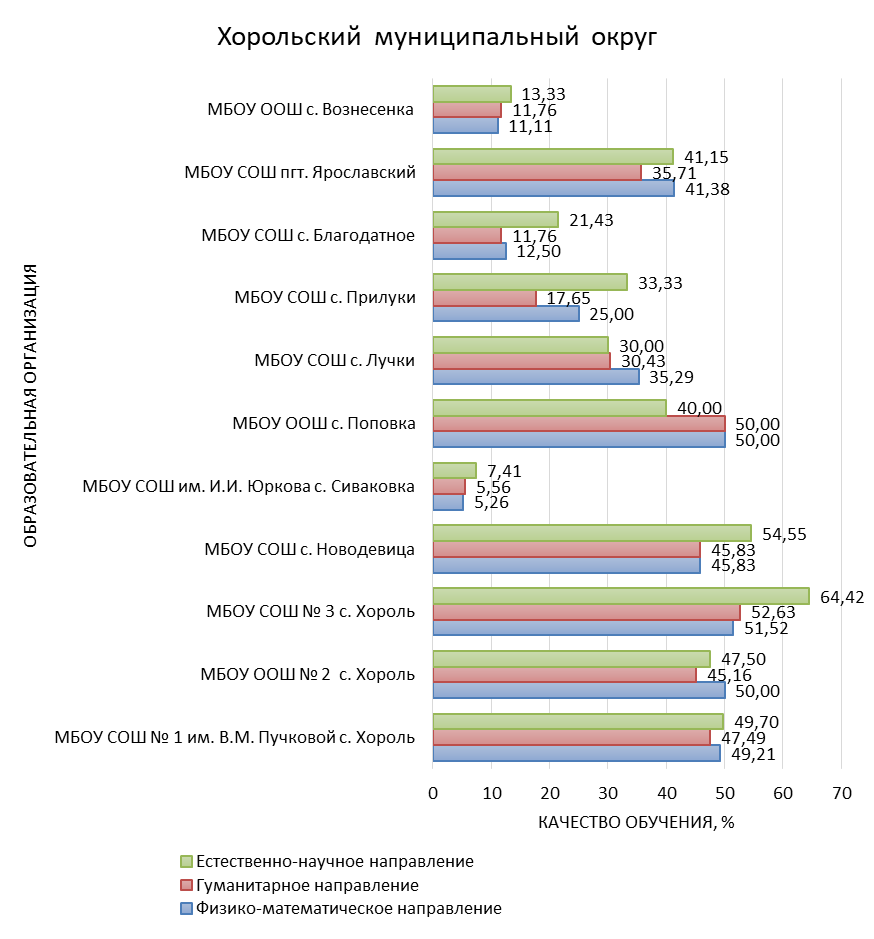 Хорольский муниципальный округ
ОБРАЗОВАТЕЛЬНАЯ ОРГАНИЗАЦИЯ
МБОУ ООШ с. Вознесенка
13,33
11,76
11,11
МБОУ СОШ пгт. Ярославский
41,15
35,71
41,38
МБОУ СОШ с. Благодатное
21,43
11,76
12,50
МБОУ СОШ с. Прилуки
33,33
17,65
25,00
МБОУ СОШ с. Лучки
30,00
30,43
35,29
МБОУ ООШ с. Поповка
40,00
50,00
50,00
МБОУ СОШ им. И.И. Юркова с. Сиваковка
7,41
5,56
5,26
МБОУ СОШ с. Новодевица
54,55
45,83
45,83
МБОУ СОШ № 3 с. Хороль
64,42
52,63
51,52
МБОУ ООШ № 2 с. Хороль
47,50
45,16
50,00
МБОУ СОШ № 1 им. В.М. Пучковой с. Хороль
49,70
47,49
49,21
0 10 20 30 40 50 60 70
КАЧЕСТВО ОБУЧЕНИЯ, %
Естественно-научное направление
Гуманитарное направление
Физико-математическое направление